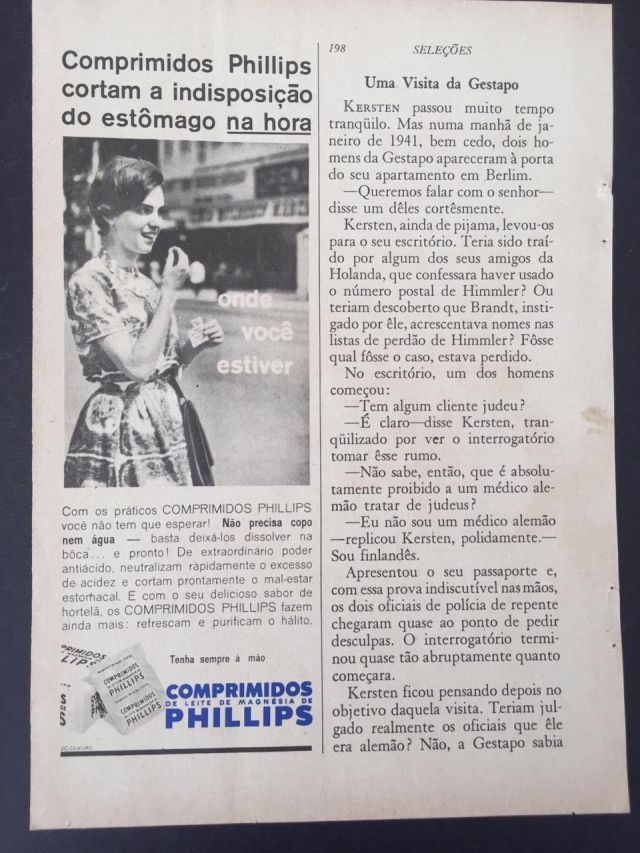 Comprimidos Phillips
cortam a indisposição
do estômago na hora
onde
você
estiver
Com os práticos COMPRIMIDOS PHILLIPS
você não tem que esperar! Não precisa copo
nem água — basta deixá-los dissolver na
bôca... e pronto! De extraordinário poder
antiácido, neutralizam ràpidamente o excesso
de acidez e cortam prontamente o mal-estar
estomacal. E com o seu delicioso sabor de
hortelã, os COMPRIMIDOS PHILLIPS fazem
ainda mais: refrescam e purificam o hálito.
Tenha sempre à mão
COMPRIMIDOS
PHILLIPS
COMPRIMIDOS
PHILLIPS
COMPRIMIDOS
DE LEITE DE MAGNÉSIA DE
PHILLIPS
198 SELEÇÕES
Uma Visita da Gestapo
KERSTEN passou muito tempo
tranqüilo. Mas numa manhã de ja-
neiro de 1941, bem cedo, dois ho-
mens da Gestapo apareceram à porta
do seu apartamento em Berlim.
—Queremos falar com o senhor—
disse um dêles cortêsmente.
Kersten, ainda de pijama, levou-os
para o seu escritório. Teria sido traí-
do por algum dos seus amigos da
Holanda, que confessara haver usado
o número postal de Himmler? Ou
teriam descoberto que Brandt, insti-
gado por êle, acrescentava nomes nas
listas de perdão de Himmler? Fôsse
qual fôsse o caso, estava perdido.
No escritório, um dos homens
começou:
—Tem algum cliente judeu?
—É claro—disse Kersten, tran-
qüilizado por ver o interrogatório
tomar êsse rumo.
—Não sabe, então, que é absolu-
tamente proibido a um médico ale-
mão tratar de judeus?
—Eu não sou um médico alemão
—replicou Kersten, polidamente.—
Sou finlandês.
Apresentou o seu passaporte e,
com essa prova indiscutível nas mãos,
os dois oficiais de polícia de repente
chegaram quase ao ponto de pedir
desculpas. O interrogatório termi-
nou quase tão abruptamente quanto
começara.
Kersten ficou pensando depois no
objetivo daquela visita. Teriam jul-
gado realmente os oficiais que êle
era alemão? Não, a Gestapo sabia